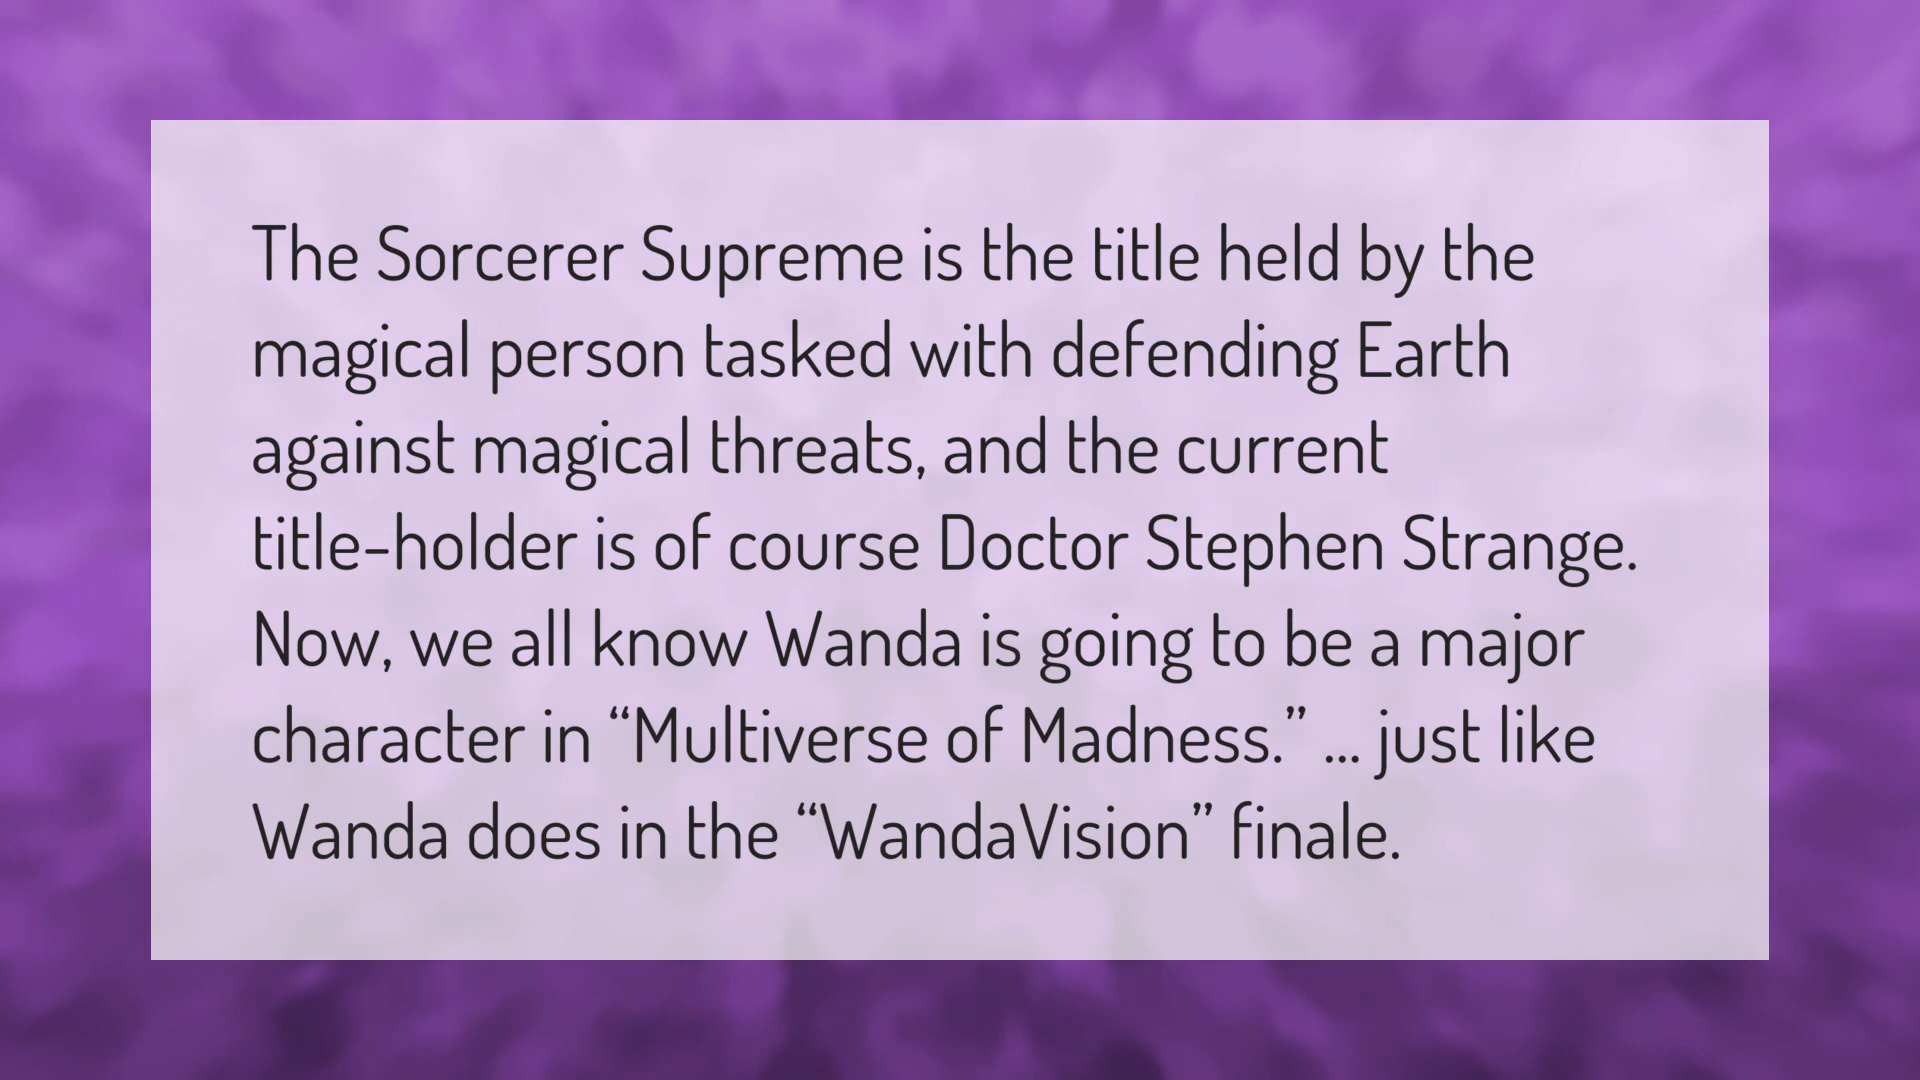 The Sorcerer Supreme is the title held by the
magical person tasked with defending Earth
against magical threats, and the current
title-holder is of course Doctor Stephen Strange.
Now, we all know Wanda is going to be a major
character in “Multiverse of Madness.” ... just like
Wanda does in the “WandaVision” finale.